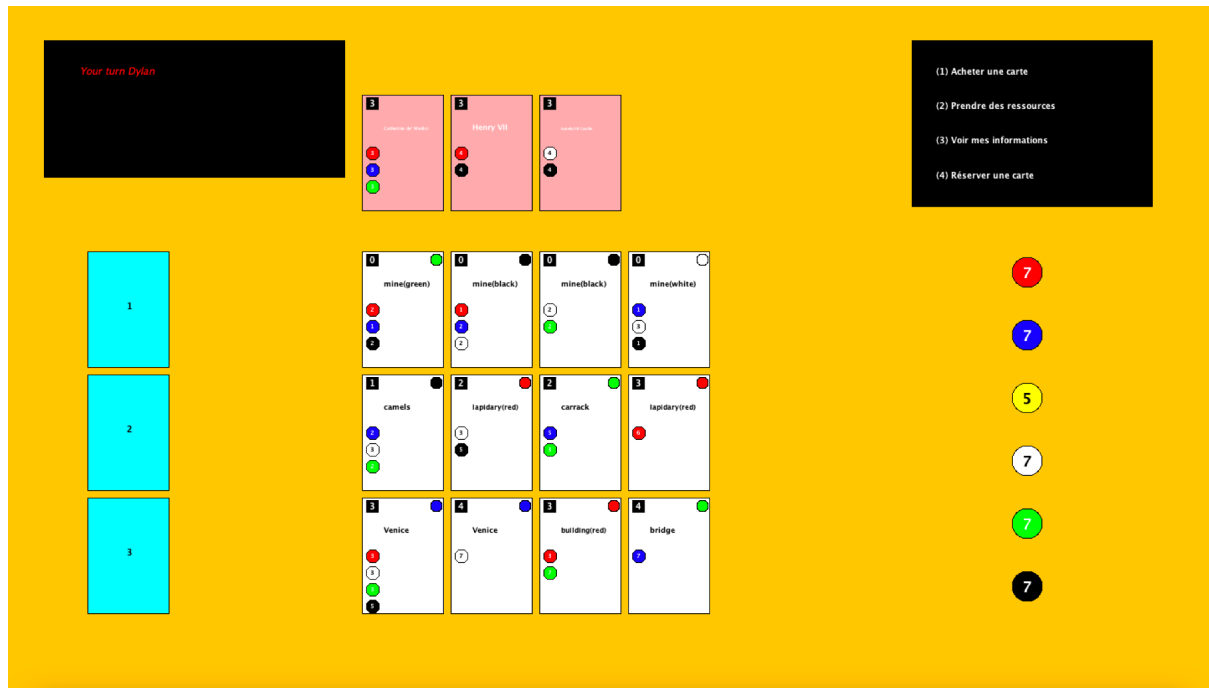 Your turn Dylan
(1) Acheter une carte
(2) Prendre des ressources
(3) Voir mes informations
(4) Réserver une carte
3 3 3
Henry VII
3 4 4
3 4 4
3
0 0 0 0
mine(green) mine(black) mine(black) mine(white)
2 1 2 1
1 2 2 3
2 2 1
1
7
7
1 2 2 3
camels lapidary(red) carrack lapidary(red)
2 3 5 6
3 5 3
2
2
5
7
3 4 3 4
Venice Venice building(red) bridge
3 7 3 7
3 7
3
5
3
7
7